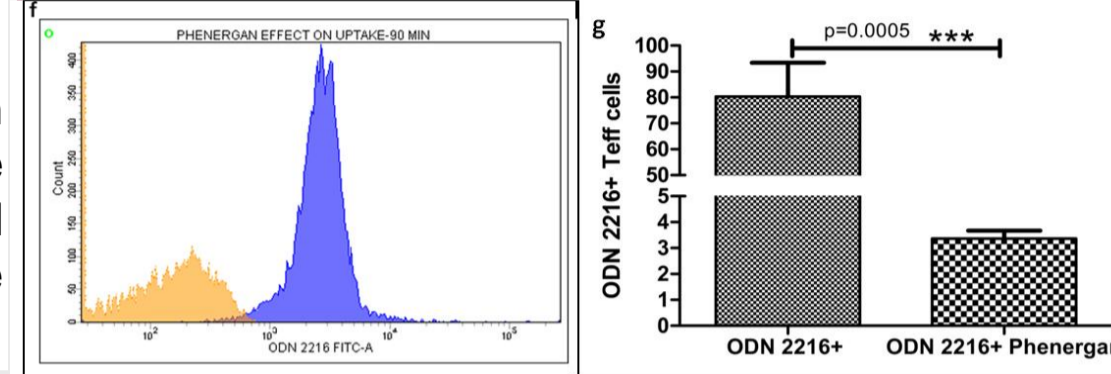 f
PHENERGAN EFFECT ON UPTAKE-90 MIN
Count
400
350
300
250
200
150
100
50
0
10² 10³ 10⁴ 10⁵
ODN 2216 FITC-A
g
p=0.0005 ***
ODN 2216+ Teff cells
100
90
80
70
60
50
5
4
3
2
1
0
ODN 2216+ ODN 2216+ Phenergan